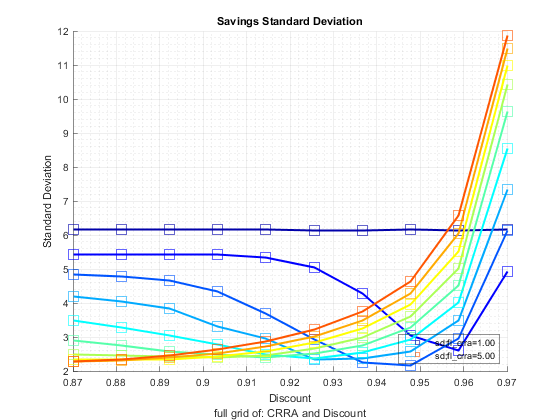 Savings Standard Deviation
12
11
10
9
8
7
6
5
4
3
2
Standard Deviation
sd;fl_crra=1.00
sd;fl_crra=5.00
0.87 0.88 0.89 0.9 0.91 0.92 0.93 0.94 0.95 0.96 0.97
Discount
full grid of: CRRA and Discount